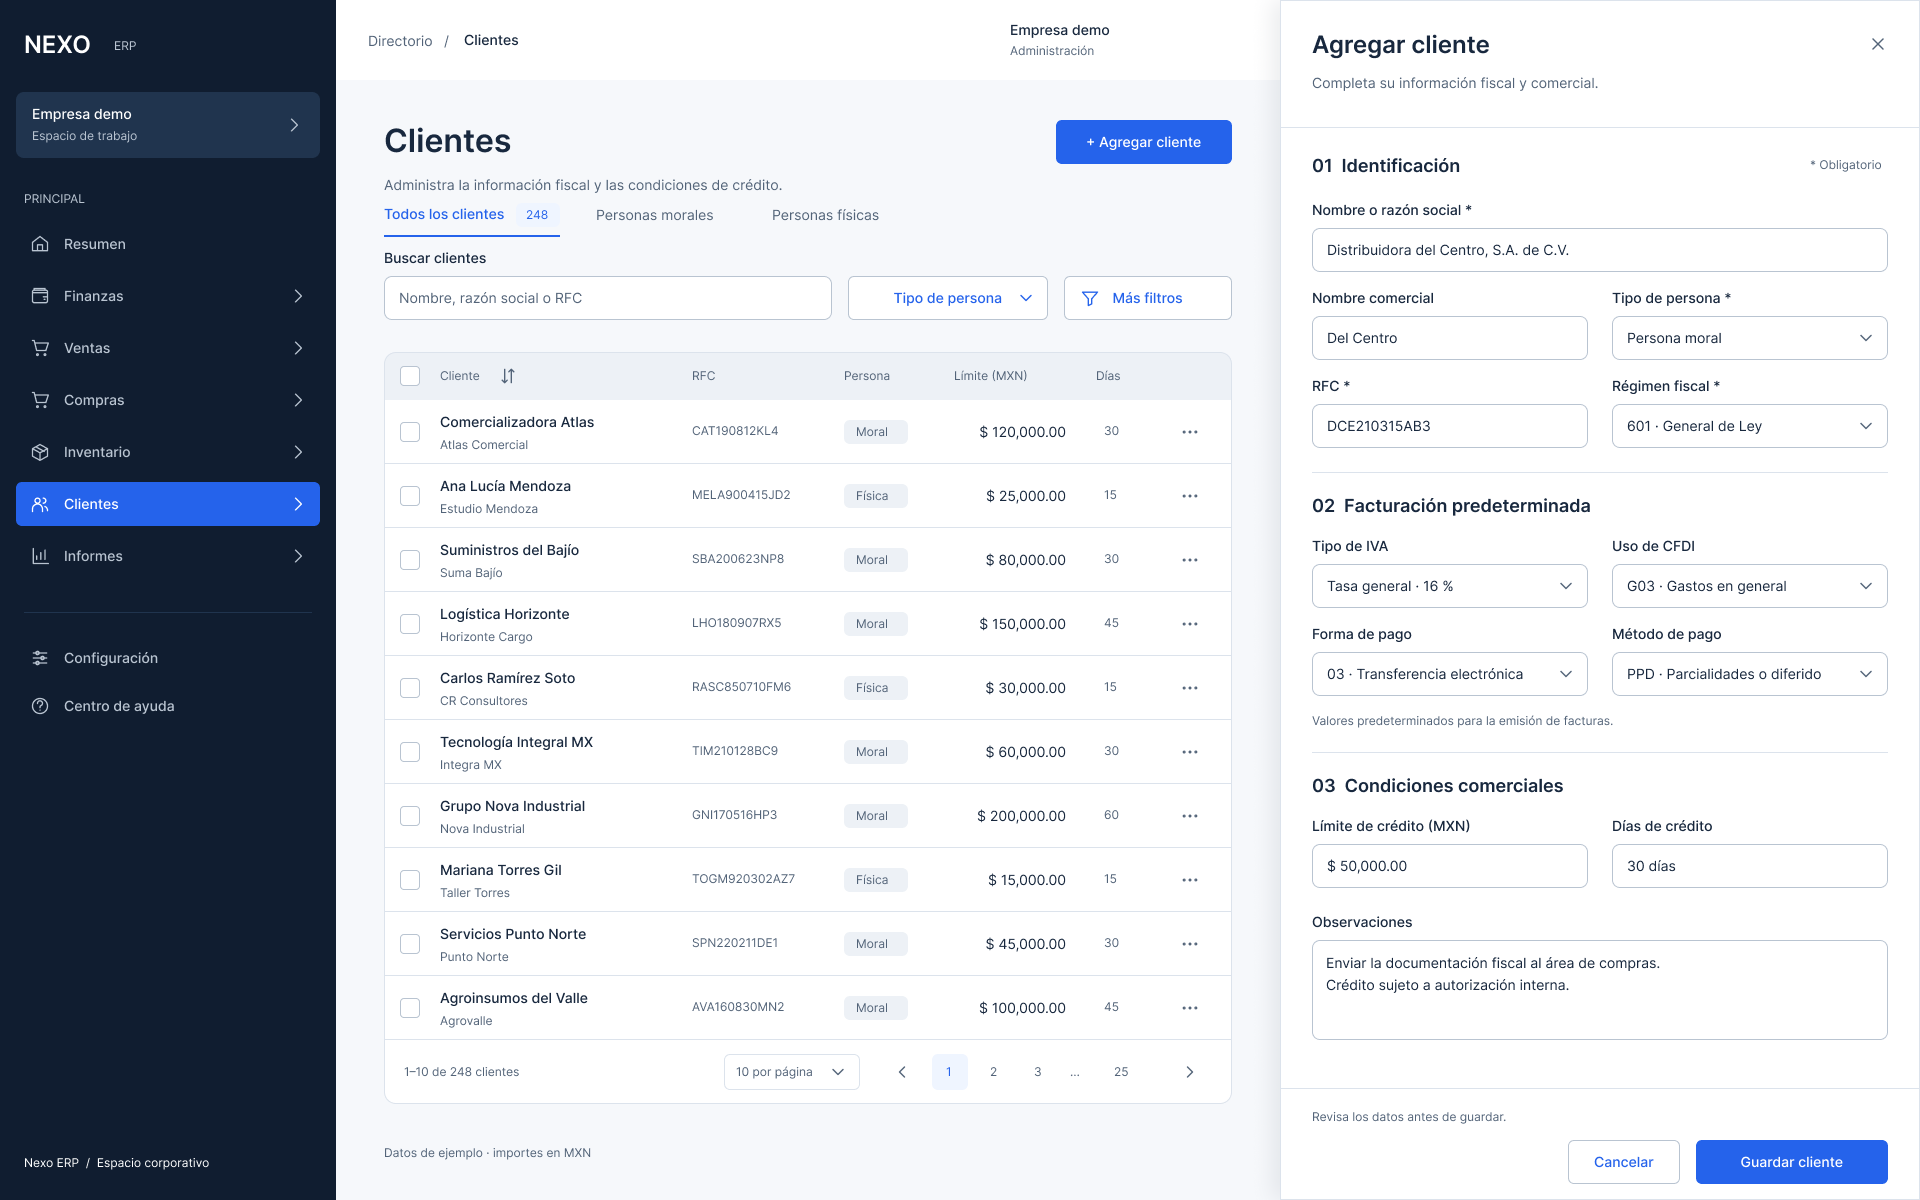 NEXO ERP
Empresa demo
Espacio de trabajo
PRINCIPAL
Resumen
Finanzas
Ventas
Compras
Inventario
Clientes
Informes
Configuración
Centro de ayuda
Nexo ERP / Espacio corporativo
Directorio / Clientes
Empresa demo
Administración
Clientes
+ Agregar cliente
Administra la información fiscal y las condiciones de crédito.
Todos los clientes 248 Personas morales Personas físicas
Buscar clientes
Nombre, razón social o RFC Tipo de persona Más filtros
Cliente RFC Persona Límite (MXN) Días
Comercializadora Atlas
Atlas Comercial
CAT190812KL4 Moral $ 120,000.00 30
Ana Lucía Mendoza
Estudio Mendoza
MELA900415JD2 Física $ 25,000.00 15
Suministros del Bajío
Suma Bajío
SBA200623NP8 Moral $ 80,000.00 30
Logística Horizonte
Horizonte Cargo
LHO180907RX5 Moral $ 150,000.00 45
Carlos Ramírez Soto
CR Consultores
RASC850710FM6 Física $ 30,000.00 15
Tecnología Integral MX
Integra MX
TIM210128BC9 Moral $ 60,000.00 30
Grupo Nova Industrial
Nova Industrial
GNI170516HP3 Moral $ 200,000.00 60
Mariana Torres Gil
Taller Torres
TOGM920302AZ7 Física $ 15,000.00 15
Servicios Punto Norte
Punto Norte
SPN220211DE1 Moral $ 45,000.00 30
Agroinsumos del Valle
Agrovalle
AVA160830MN2 Moral $ 100,000.00 45
1–10 de 248 clientes 10 por página 1 2 3 ... 25
Datos de ejemplo · importes en MXN
Agregar cliente
Completa su información fiscal y comercial.
01 Identificación * Obligatorio
Nombre o razón social *
Distribuidora del Centro, S.A. de C.V.
Nombre comercial Tipo de persona *
Del Centro Persona moral
RFC * Régimen fiscal *
DCE210315AB3 601 · General de Ley
02 Facturación predeterminada
Tipo de IVA Uso de CFDI
Tasa general · 16 % G03 · Gastos en general
Forma de pago Método de pago
03 · Transferencia electrónica PPD · Parcialidades o diferido
Valores predeterminados para la emisión de facturas.
03 Condiciones comerciales
Límite de crédito (MXN) Días de crédito
$ 50,000.00 30 días
Observaciones
Enviar la documentación fiscal al área de compras.
Crédito sujeto a autorización interna.
Revisa los datos antes de guardar.
Cancelar Guardar cliente